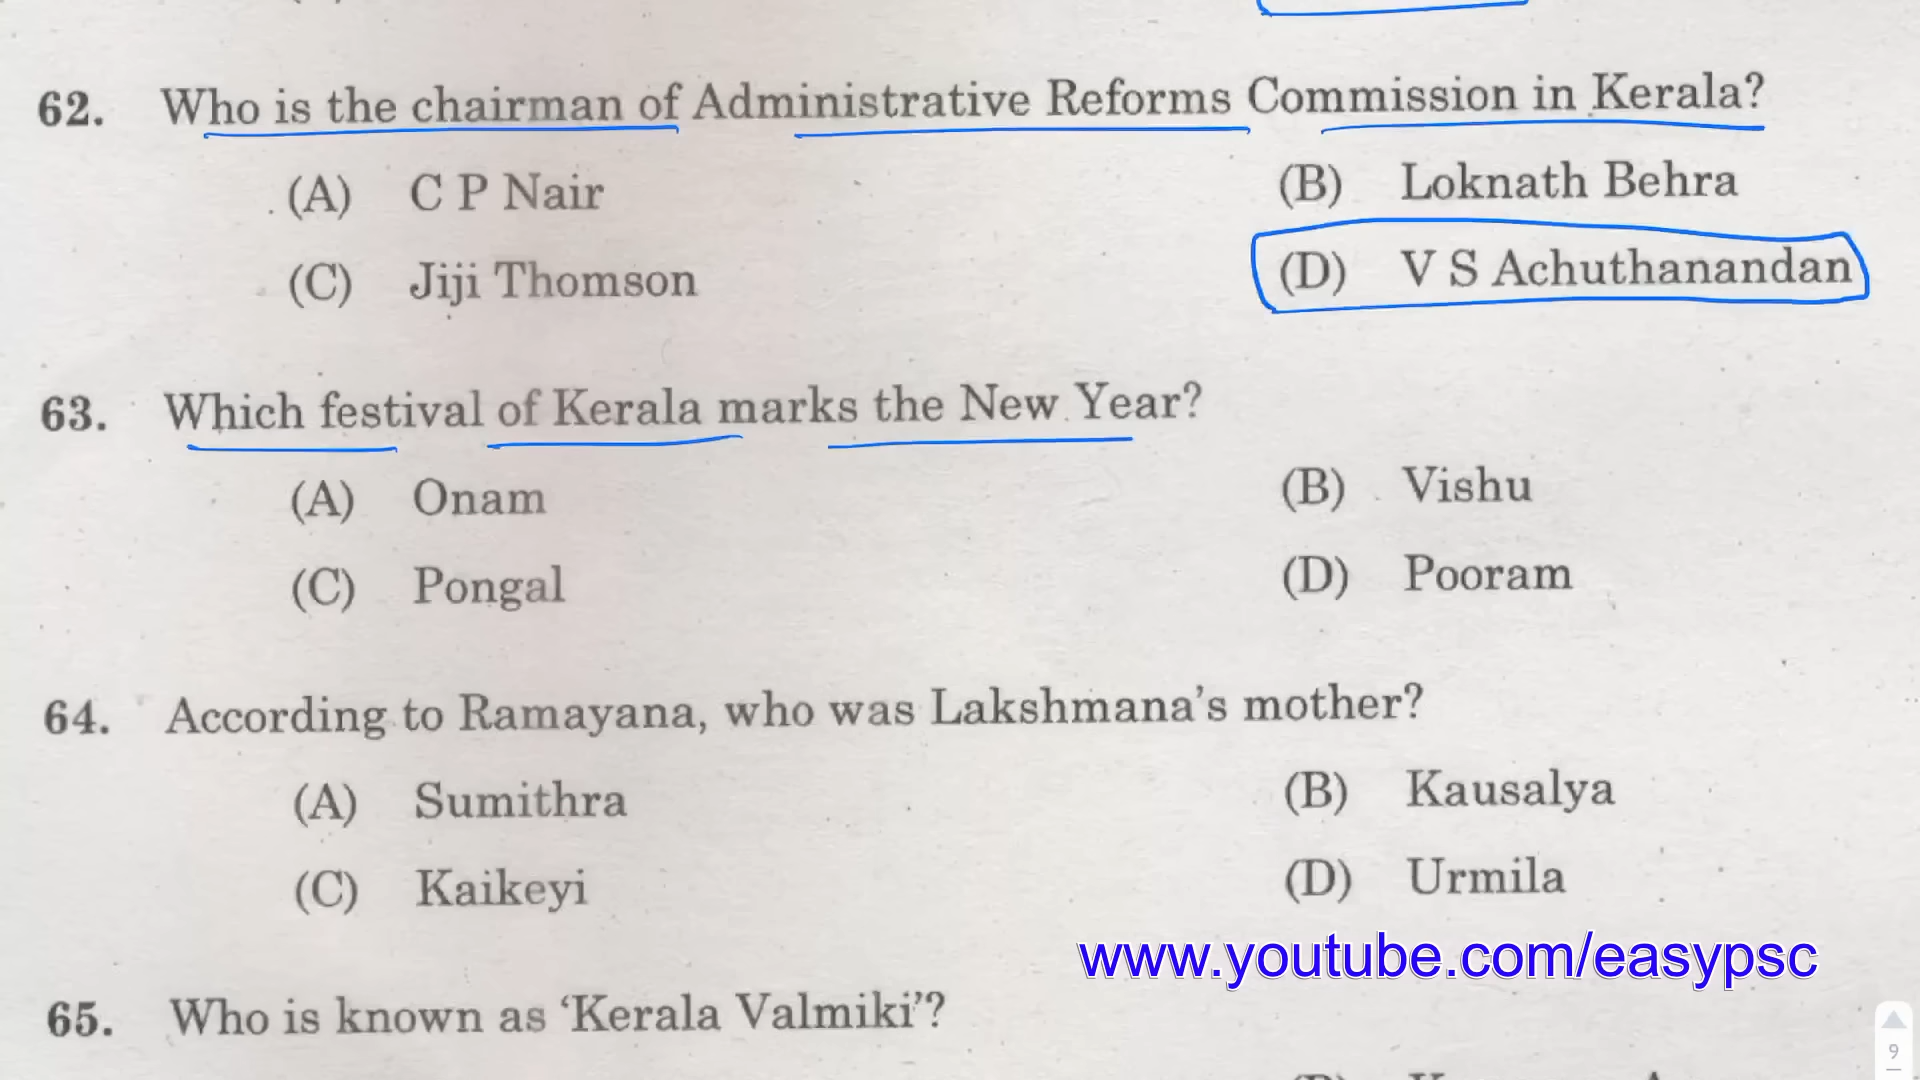 62. Who is the chairman of Administrative Reforms Commission in Kerala?
(A) C P Nair (B) Loknath Behra
(C) Jiji Thomson (D) V S Achuthanandan
63. Which festival of Kerala marks the New Year?
(A) Onam (B) Vishu
(C) Pongal (D) Pooram
64. According to Ramayana, who was Lakshmana's mother?
(A) Sumithra (B) Kausalya
(C) Kaikeyi (D) Urmila
www.youtube.com/easypsc
65. Who is known as ‘Kerala Valmiki’?
9